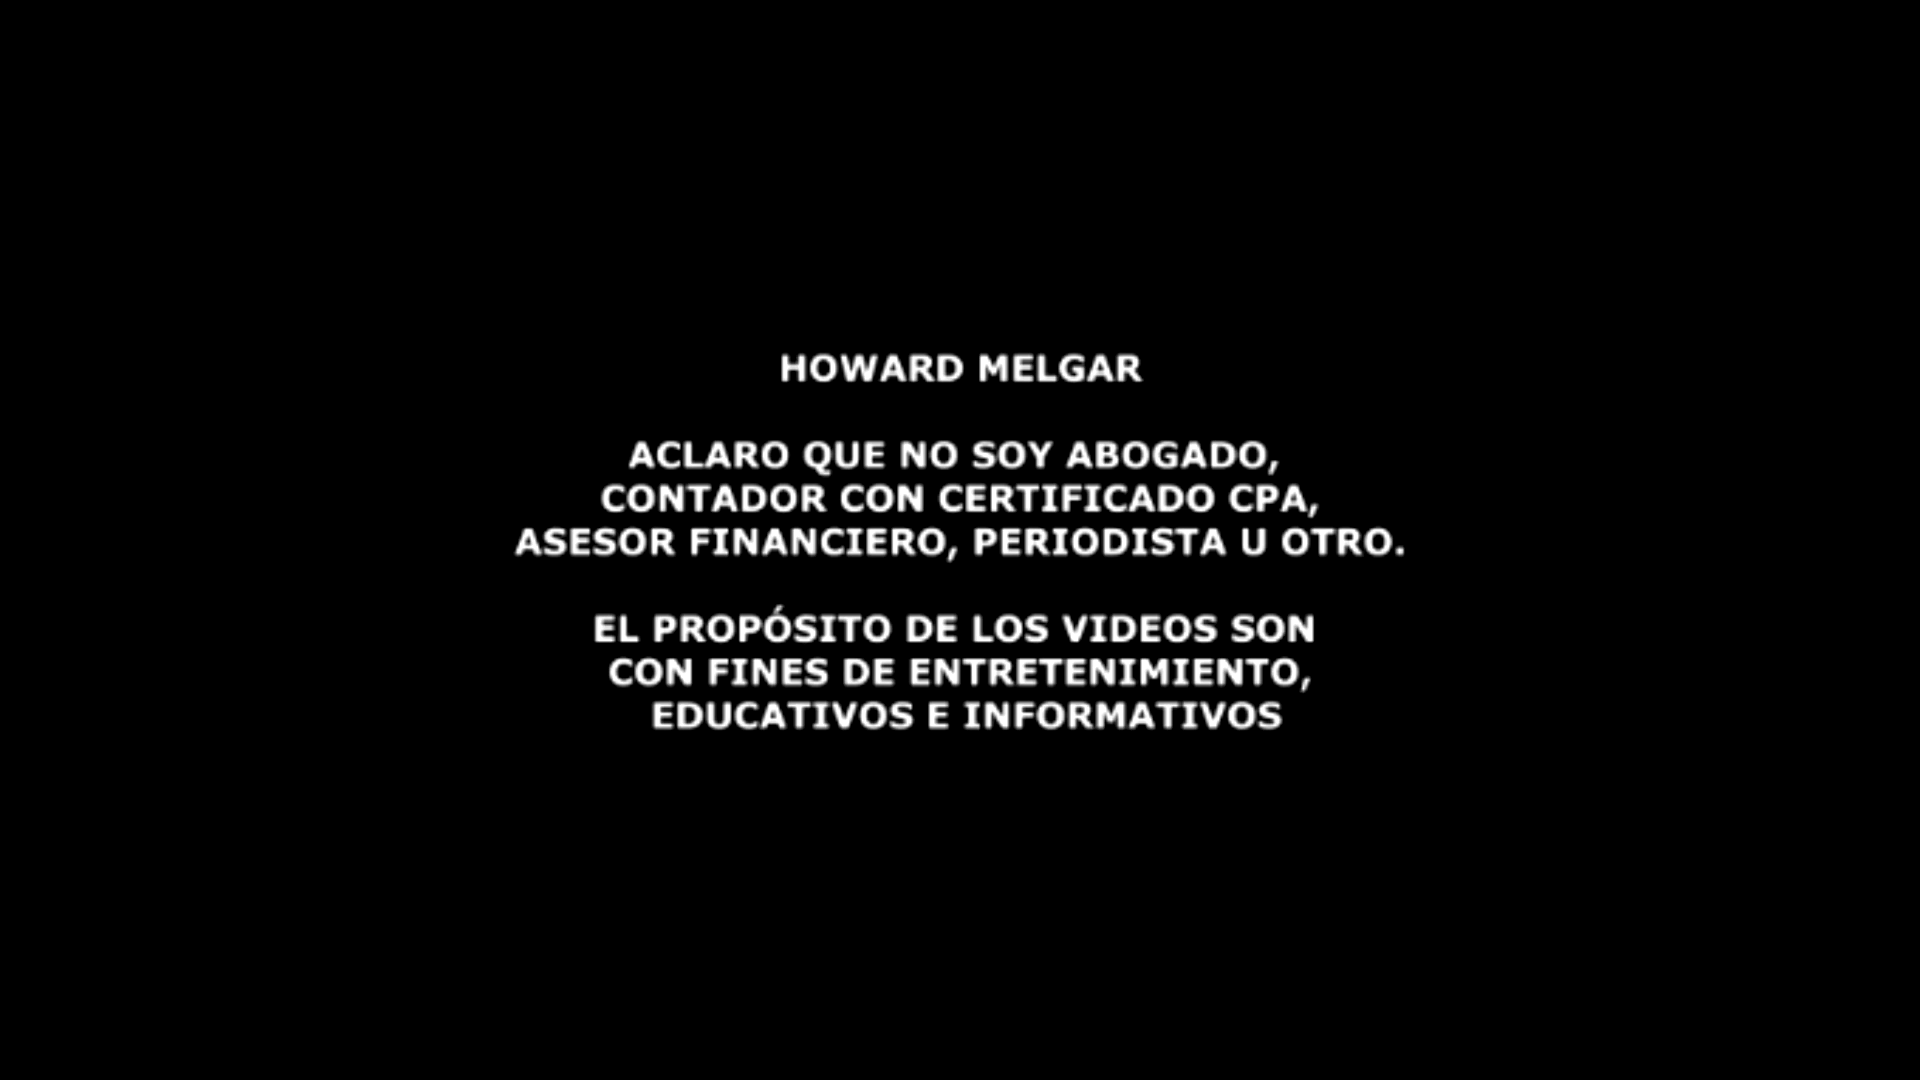 HOWARD MELGAR
ACLARO QUE NO SOY ABOGADO,
CONTADOR CON CERTIFICADO CPA,
ASESOR FINANCIERO, PERIODISTA U OTRO.
EL PROPÓSITO DE LOS VIDEOS SON
CON FINES DE ENTRETENIMIENTO,
EDUCATIVOS E INFORMATIVOS